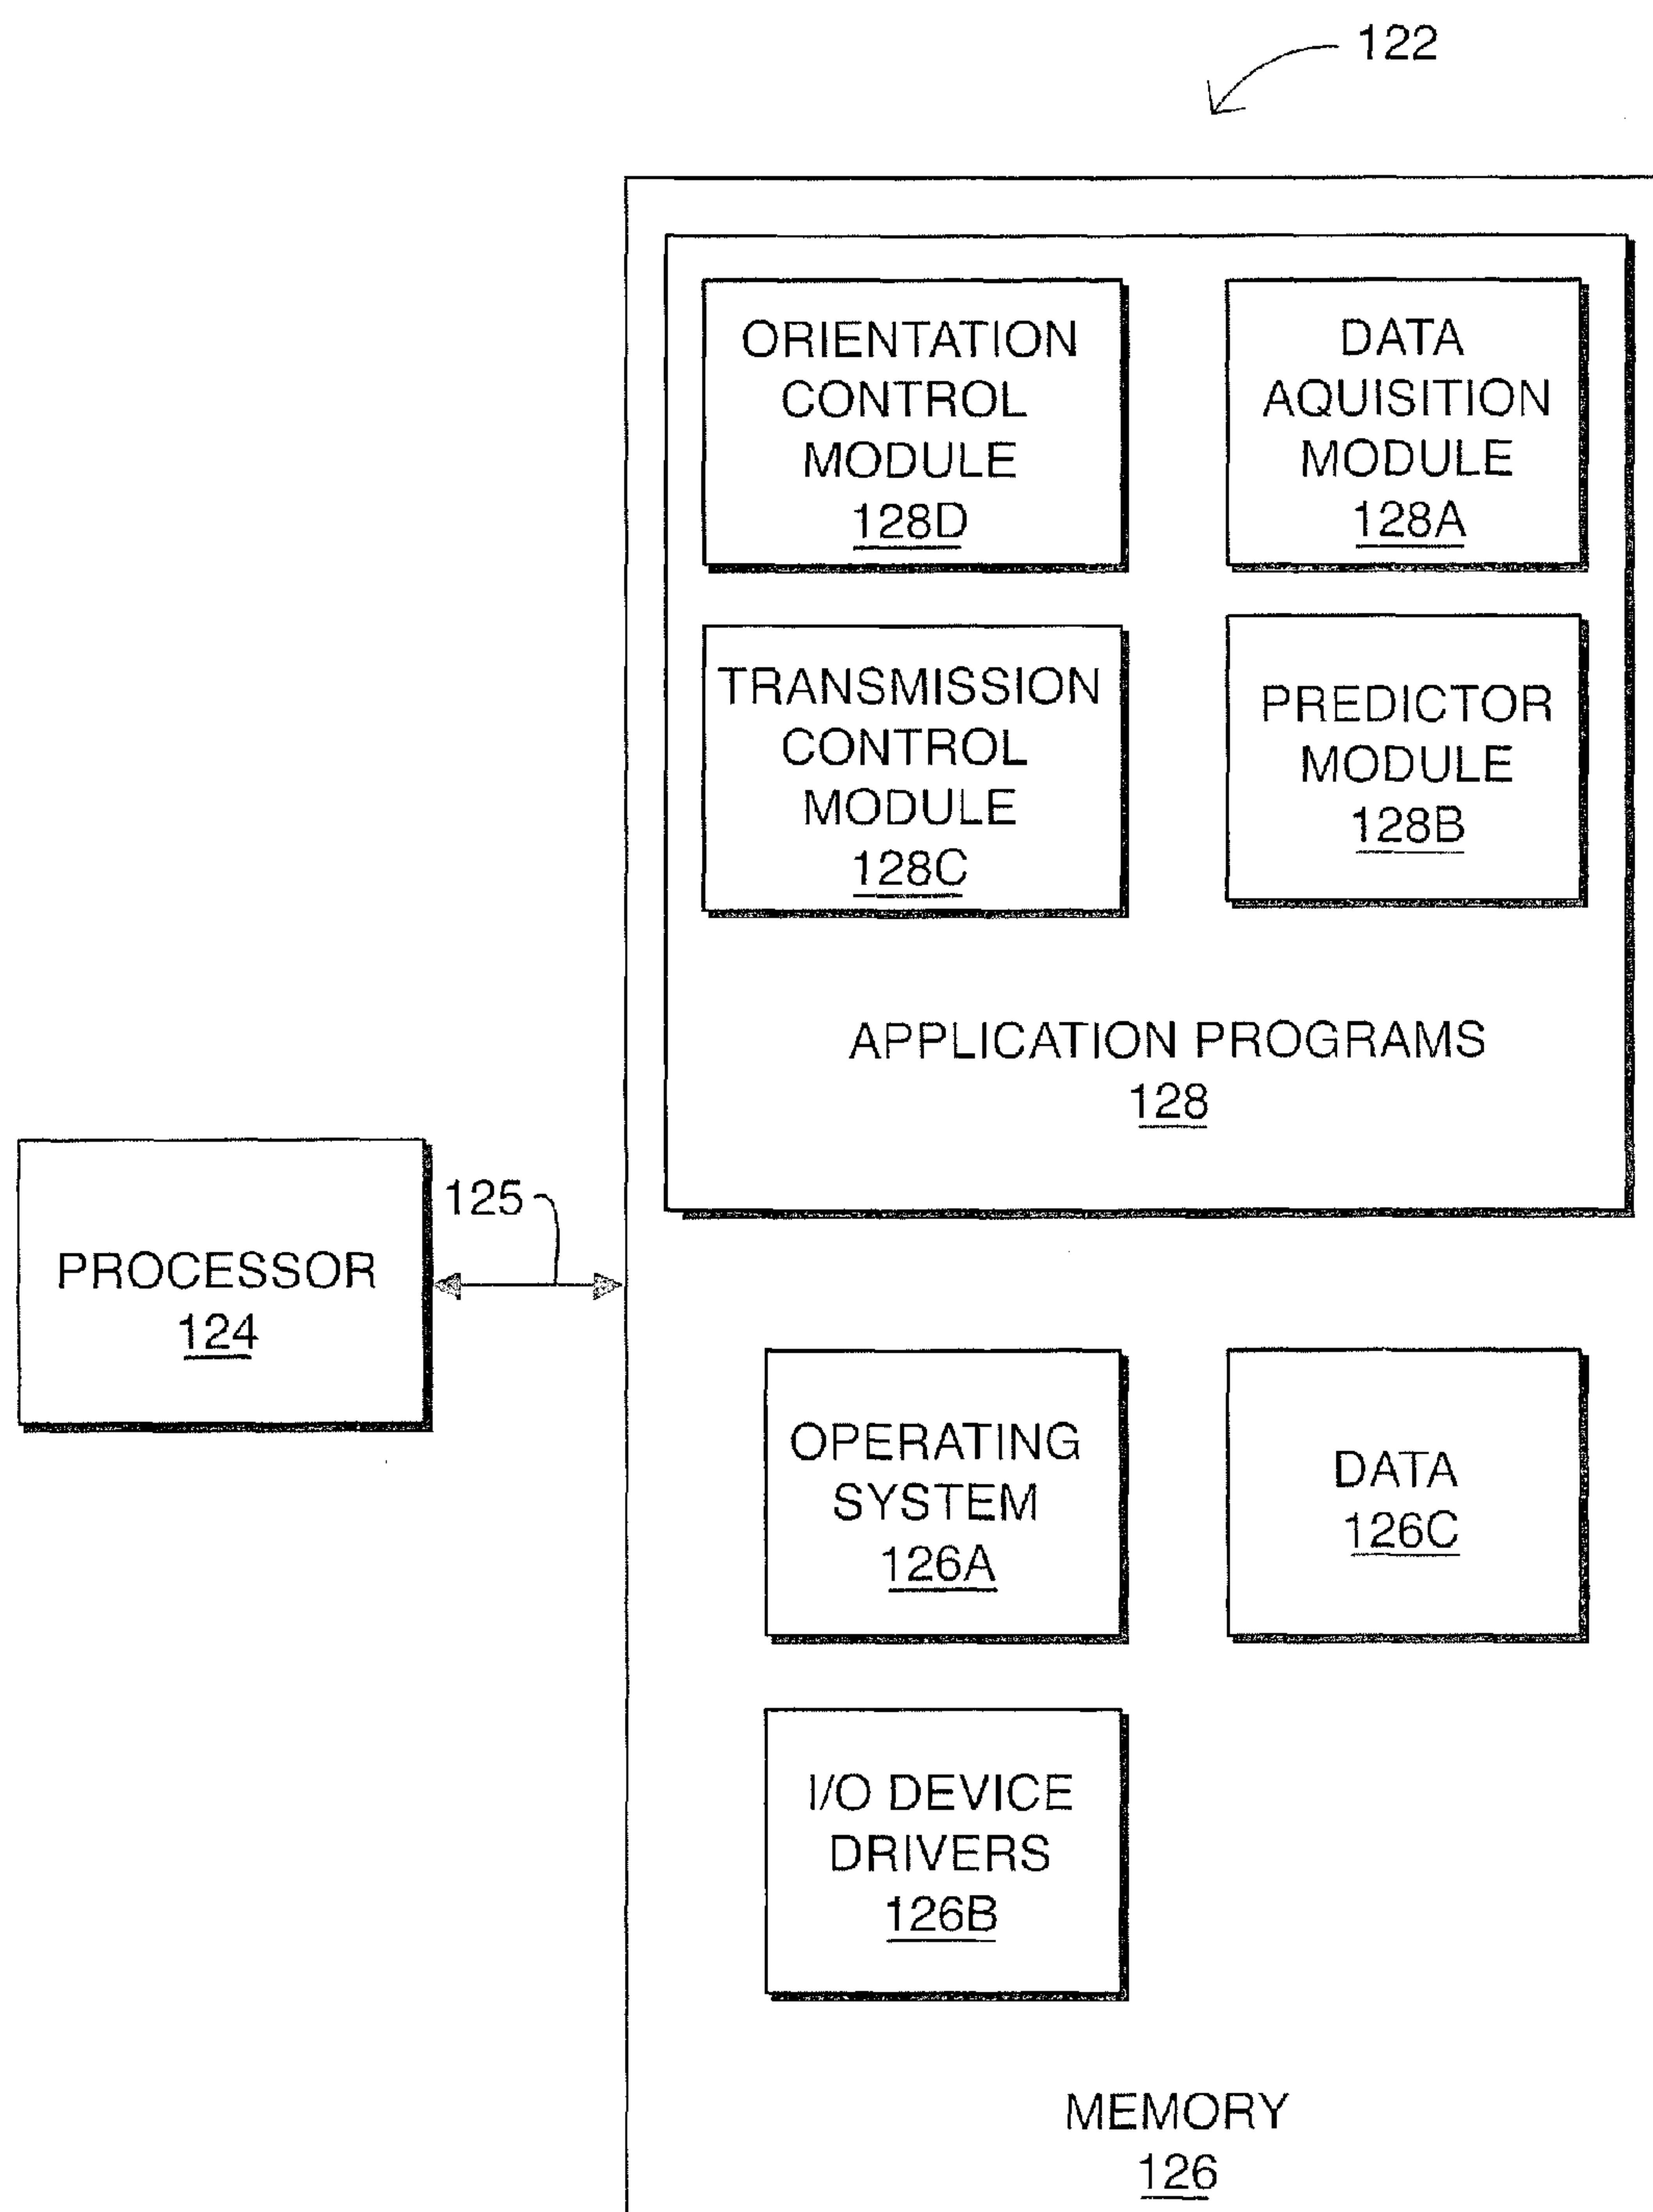 122
ORIENTATION
CONTROL
MODULE
128D
DATA
AQUISITION
MODULE
128A
TRANSMISSION
CONTROL
MODULE
128C
PREDICTOR
MODULE
128B
APPLICATION PROGRAMS
128
PROCESSOR
124
125
OPERATING
SYSTEM
126A
DATA
126C
I/O DEVICE
DRIVERS
126B
MEMORY
126